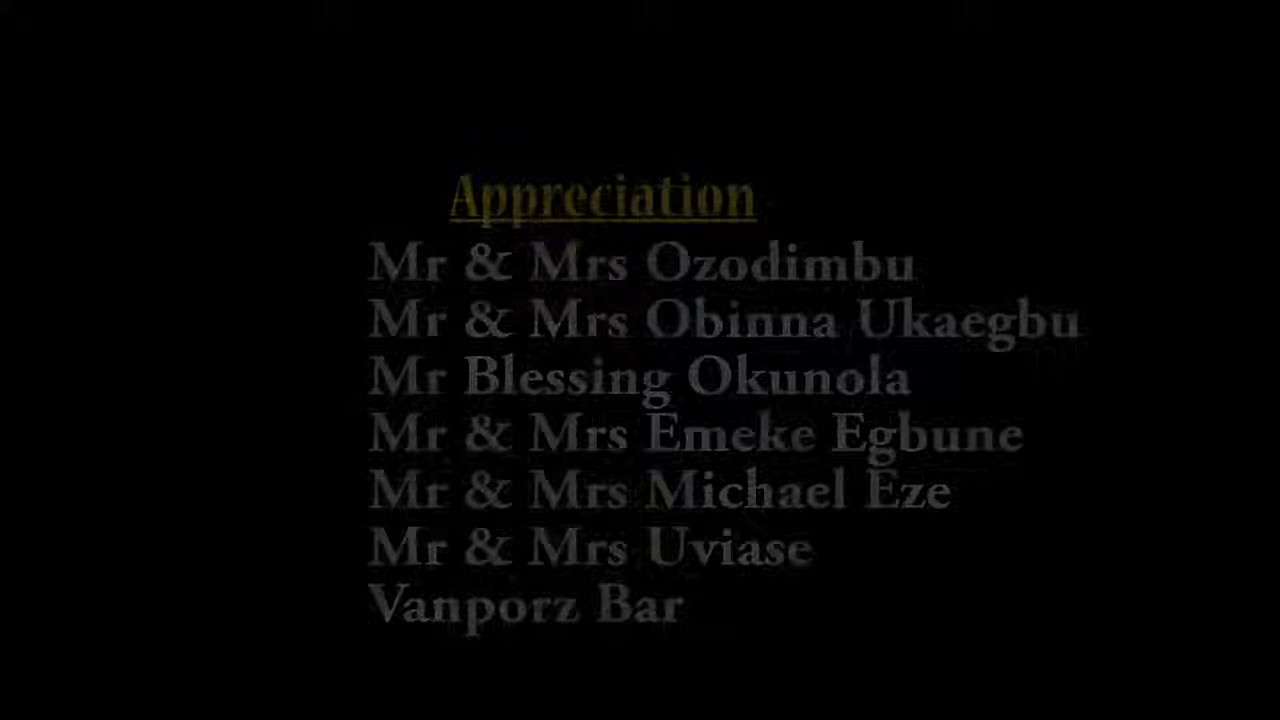 Appreciation
Mr & Mrs Ozodimbu
Mr & Mrs Obinna Ukaegbu
Mr Blessing Okunola
Mr & Mrs Emeke Egbune
Mr & Mrs Michael Eze
Mr & Mrs Uviase
Vanporz Bar